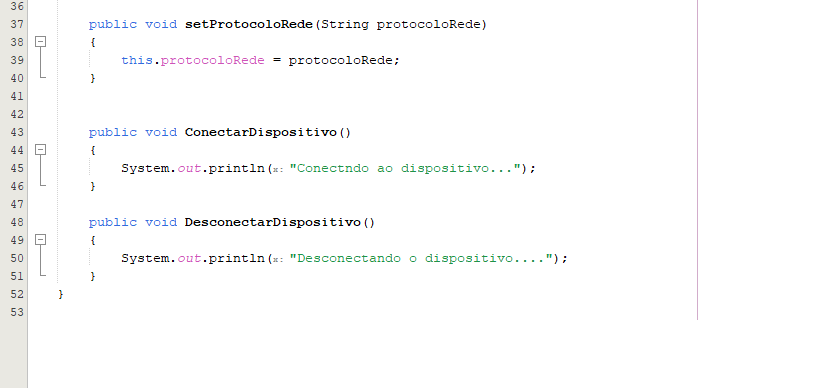 36
37 public void setProtocoloRede(String protocoloRede)
38 {
39 this.protocoloRede = protocoloRede;
40 }
41
42
43 public void ConectarDispositivo()
44 {
45 System.out.println(x: "Conectndo ao dispositivo...");
46 }
47
48 public void DesconectarDispositivo()
49 {
50 System.out.println(x: "Desconectando o dispositivo....");
51 }
52 }
53